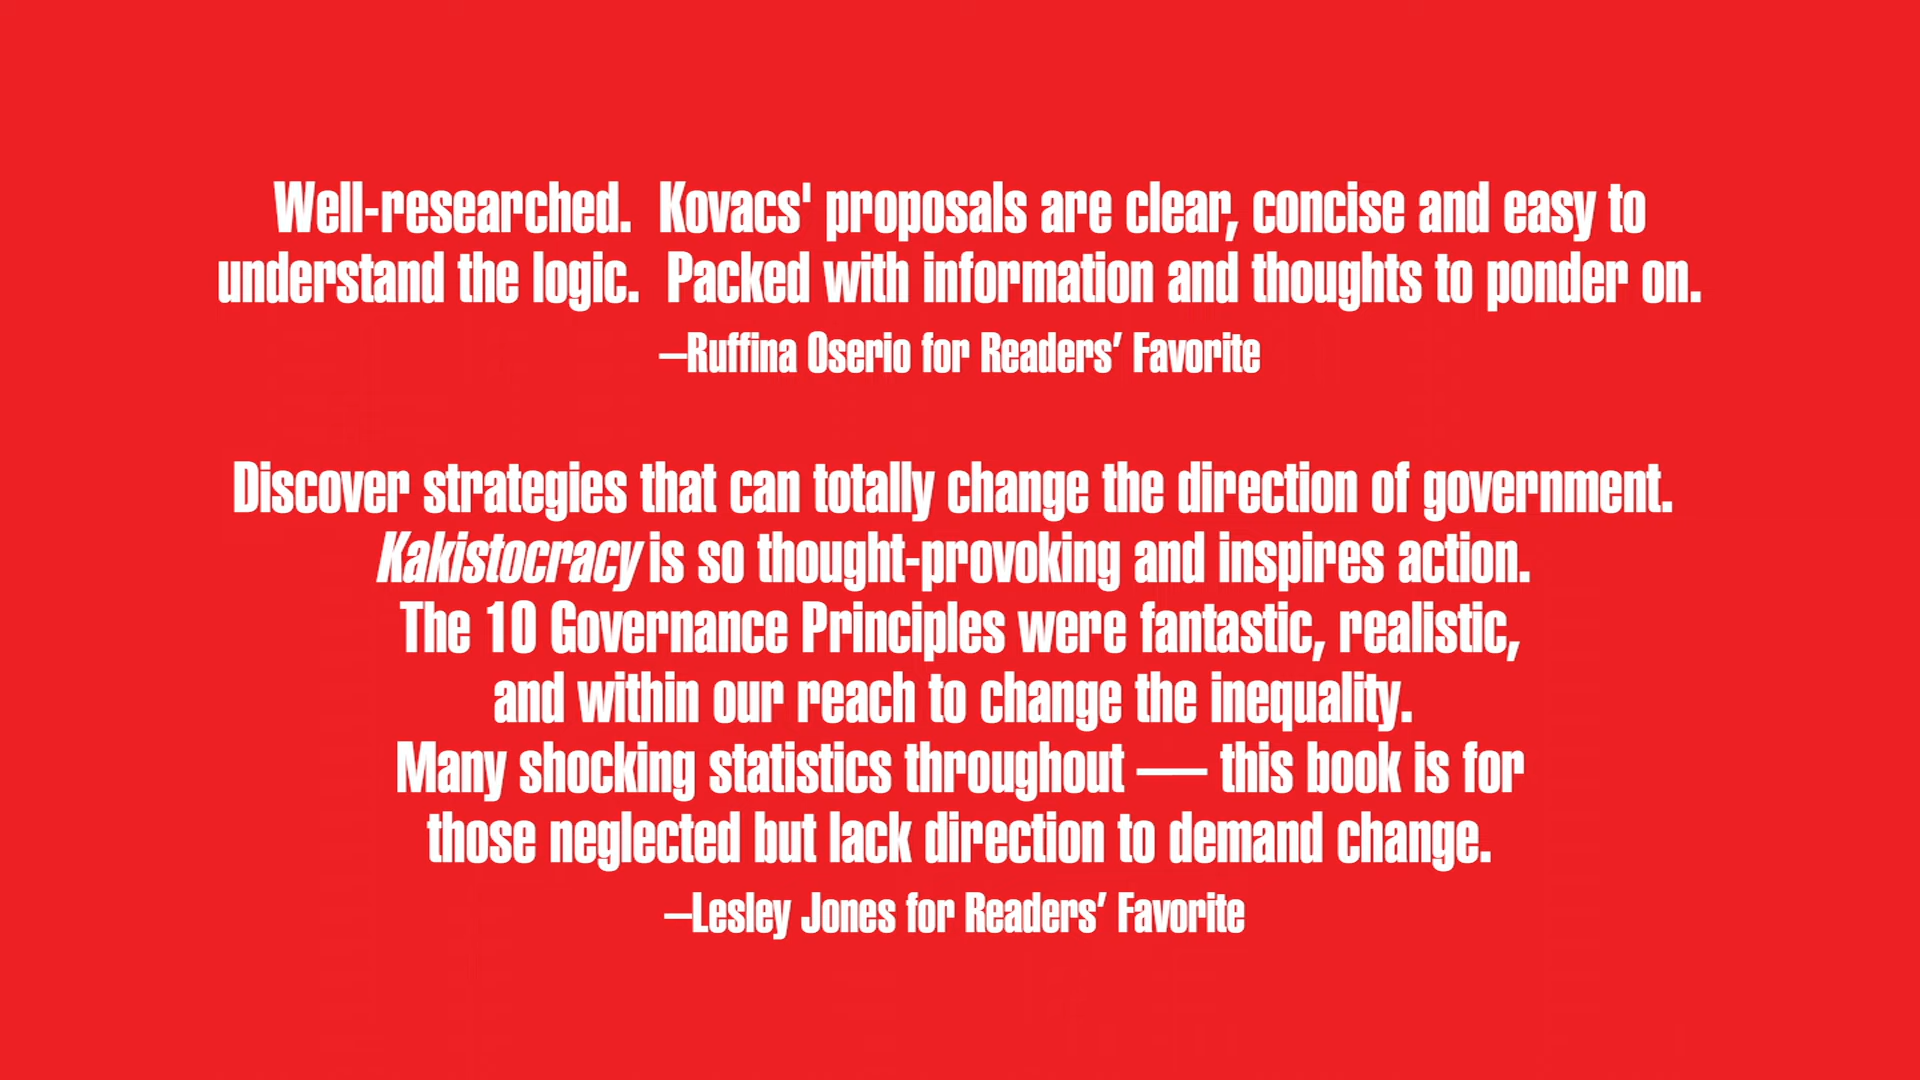 Well-researched.  Kovacs' proposals are clear, concise and easy to
understand the logic.  Packed with information and thoughts to ponder on.
–Ruffina Oserio for Readers’ Favorite
Discover strategies that can totally change the direction of government.
Kakistocracy is so thought-provoking and inspires action.
The 10 Governance Principles were fantastic, realistic,
and within our reach to change the inequality.
Many shocking statistics throughout — this book is for
those neglected but lack direction to demand change.
–Lesley Jones for Readers’ Favorite